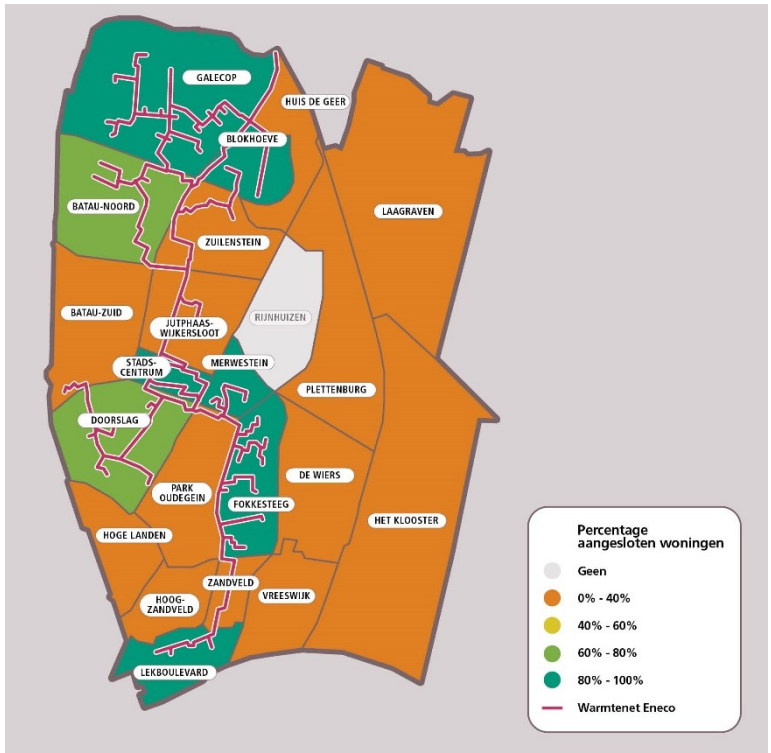 GALECOP
HUIS DE GEER
BLOKHOEVE
BATAU-NOORD
LAAGRAVEN
ZUILENSTEIN
BATAU-ZUID
RIJNHUIZEN
JUTPHAAS-
WIJKERSLOOT
STADS-
CENTRUM
MERWESTEIN
PLETTENBURG
DOORSLAG
DE WIERS
PARK
OUDEGEIN
FOKKESTEEG
HET KLOOSTER
HOGE LANDEN
ZANDVELD
HOOG-
ZANDVELD
VREESWIJK
LEKBOULEVARD
Percentage
aangesloten woningen
Geen
0% - 40%
40% - 60%
60% - 80%
80% - 100%
Warmtenet Eneco